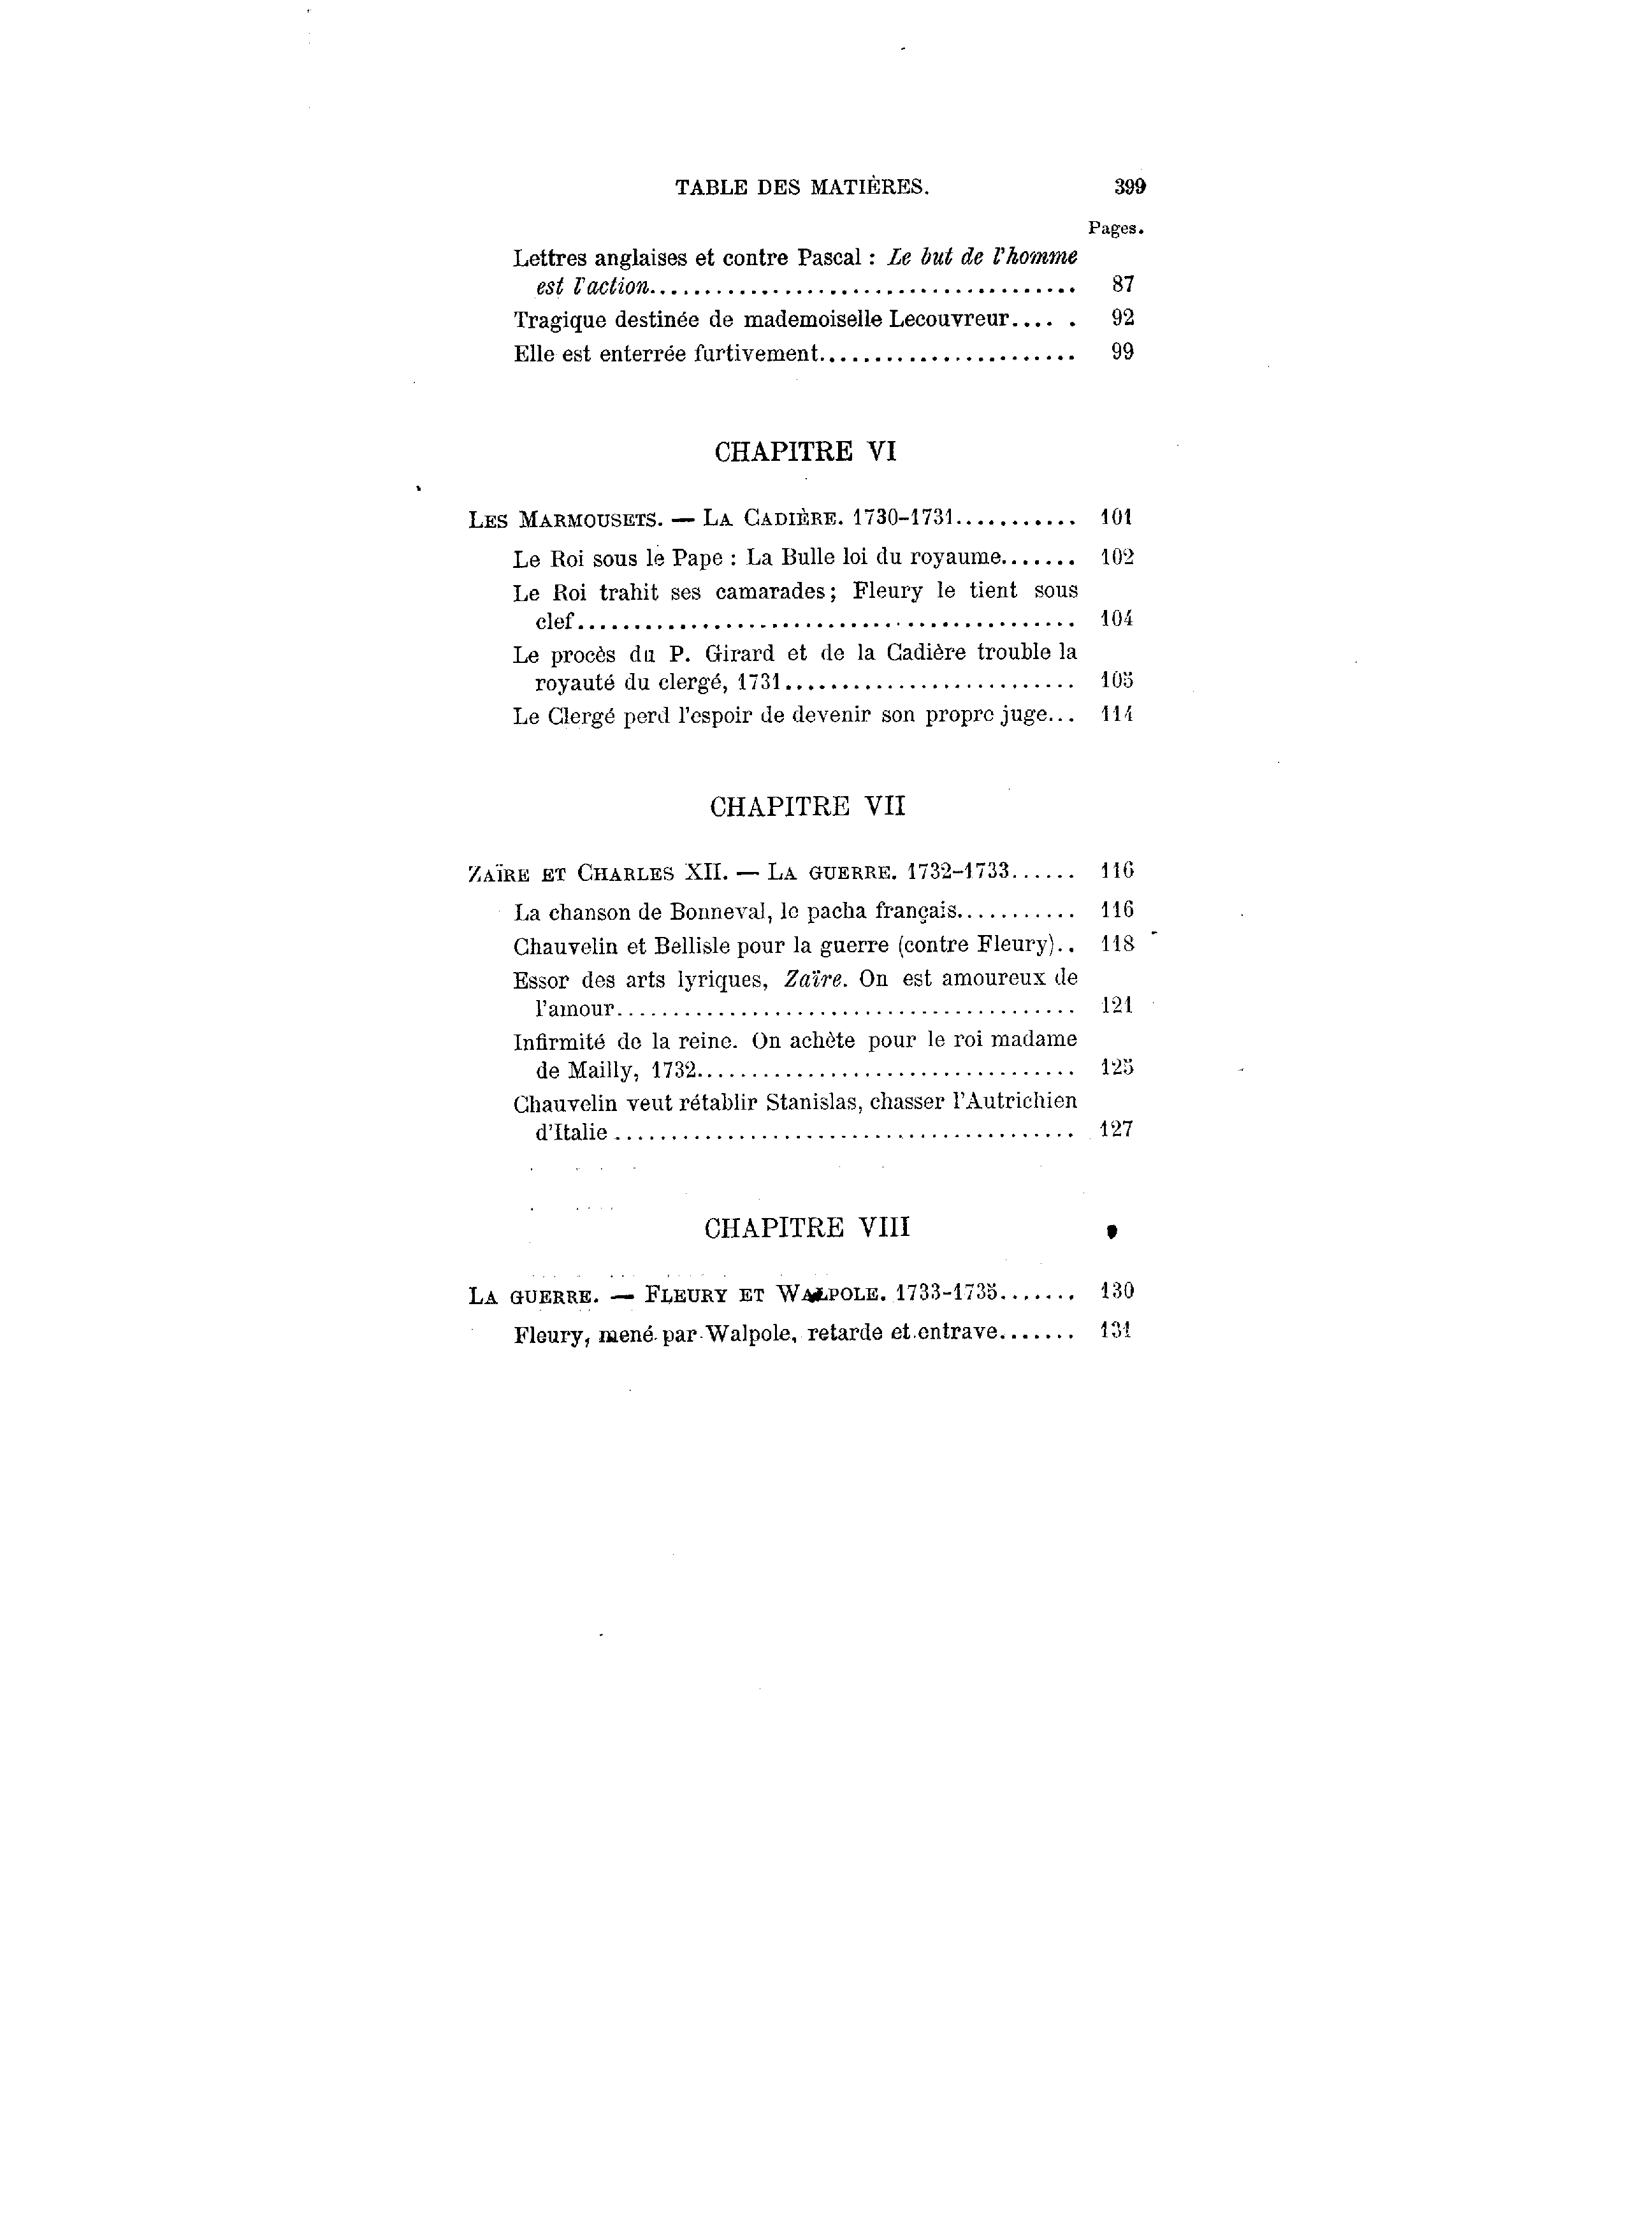 TABLE DES MATIÈRES. 399
Pages.
Lettres anglaises et contre Pascal : Le but de l'homme
est l'action...................................... 87
Tragique destinée de mademoiselle Lecouvreur.... . 92
Elle est enterrée furtivement....................... 99
CHAPITRE VI
LES MARMOUSETS. — LA CADIÈRE. 1730-1731........... 101
Le Roi sous le Pape : La Bulle loi du royaume....... 102
Le Roi trahit ses camarades; Fleury le tient sous
clef............................................ 104
Le procès du P. Girard et de la Cadière trouble la
royauté du clergé, 1731.......................... 105
Le Clergé perd l'espoir de devenir son propre juge... 114
CHAPITRE VII
ZAÏRE ET CHARLES XII. — LA GUERRE. 1732-1733...... 116
La chanson de Bonneval, le pacha français........... 116
Chauvelin et Bellisle pour la guerre (contre Fleury).. 118
Essor des arts lyriques, Zaïre. On est amoureux de
l'amour......................................... 121
Infirmité de la reine. On achète pour le roi madame
de Mailly, 1732.................................. 125
Chauvelin veut rétablir Stanislas, chasser l'Autrichien
d'Italie ......................................... 127
CHAPITRE VIII
LA GUERRE. — FLEURY ET WALPOLE. 1733-1735....... 130
Fleury, mené par Walpole, retarde et entrave....... 131